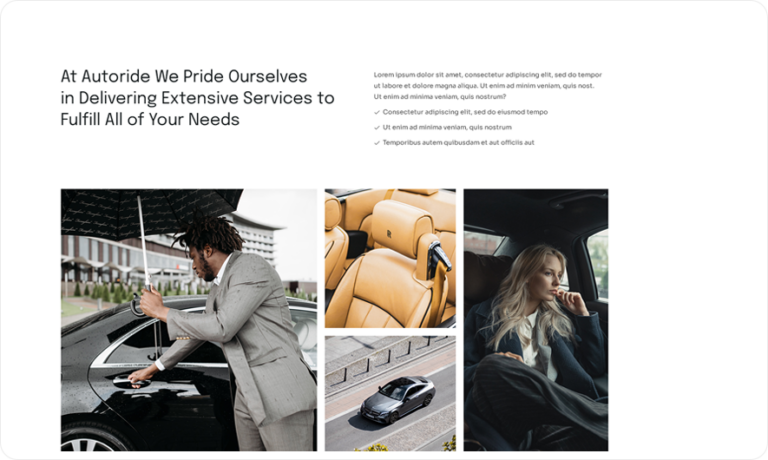 At Autoride We Pride Ourselves
in Delivering Extensive Services to
Fulfill All of Your Needs
Lorem ipsum dolor sit amet, consectetur adipiscing elit, sed do tempor
ut labore et dolore magna aliqua. Ut enim ad minim veniam, quis nost.
Ut enim ad minima veniam, quis nostrum?
Consectetur adipiscing elit, sed do eiusmod tempo
Ut enim ad minima veniam, quis nostrum
Temporibus autem quibusdam et aut officiis aut